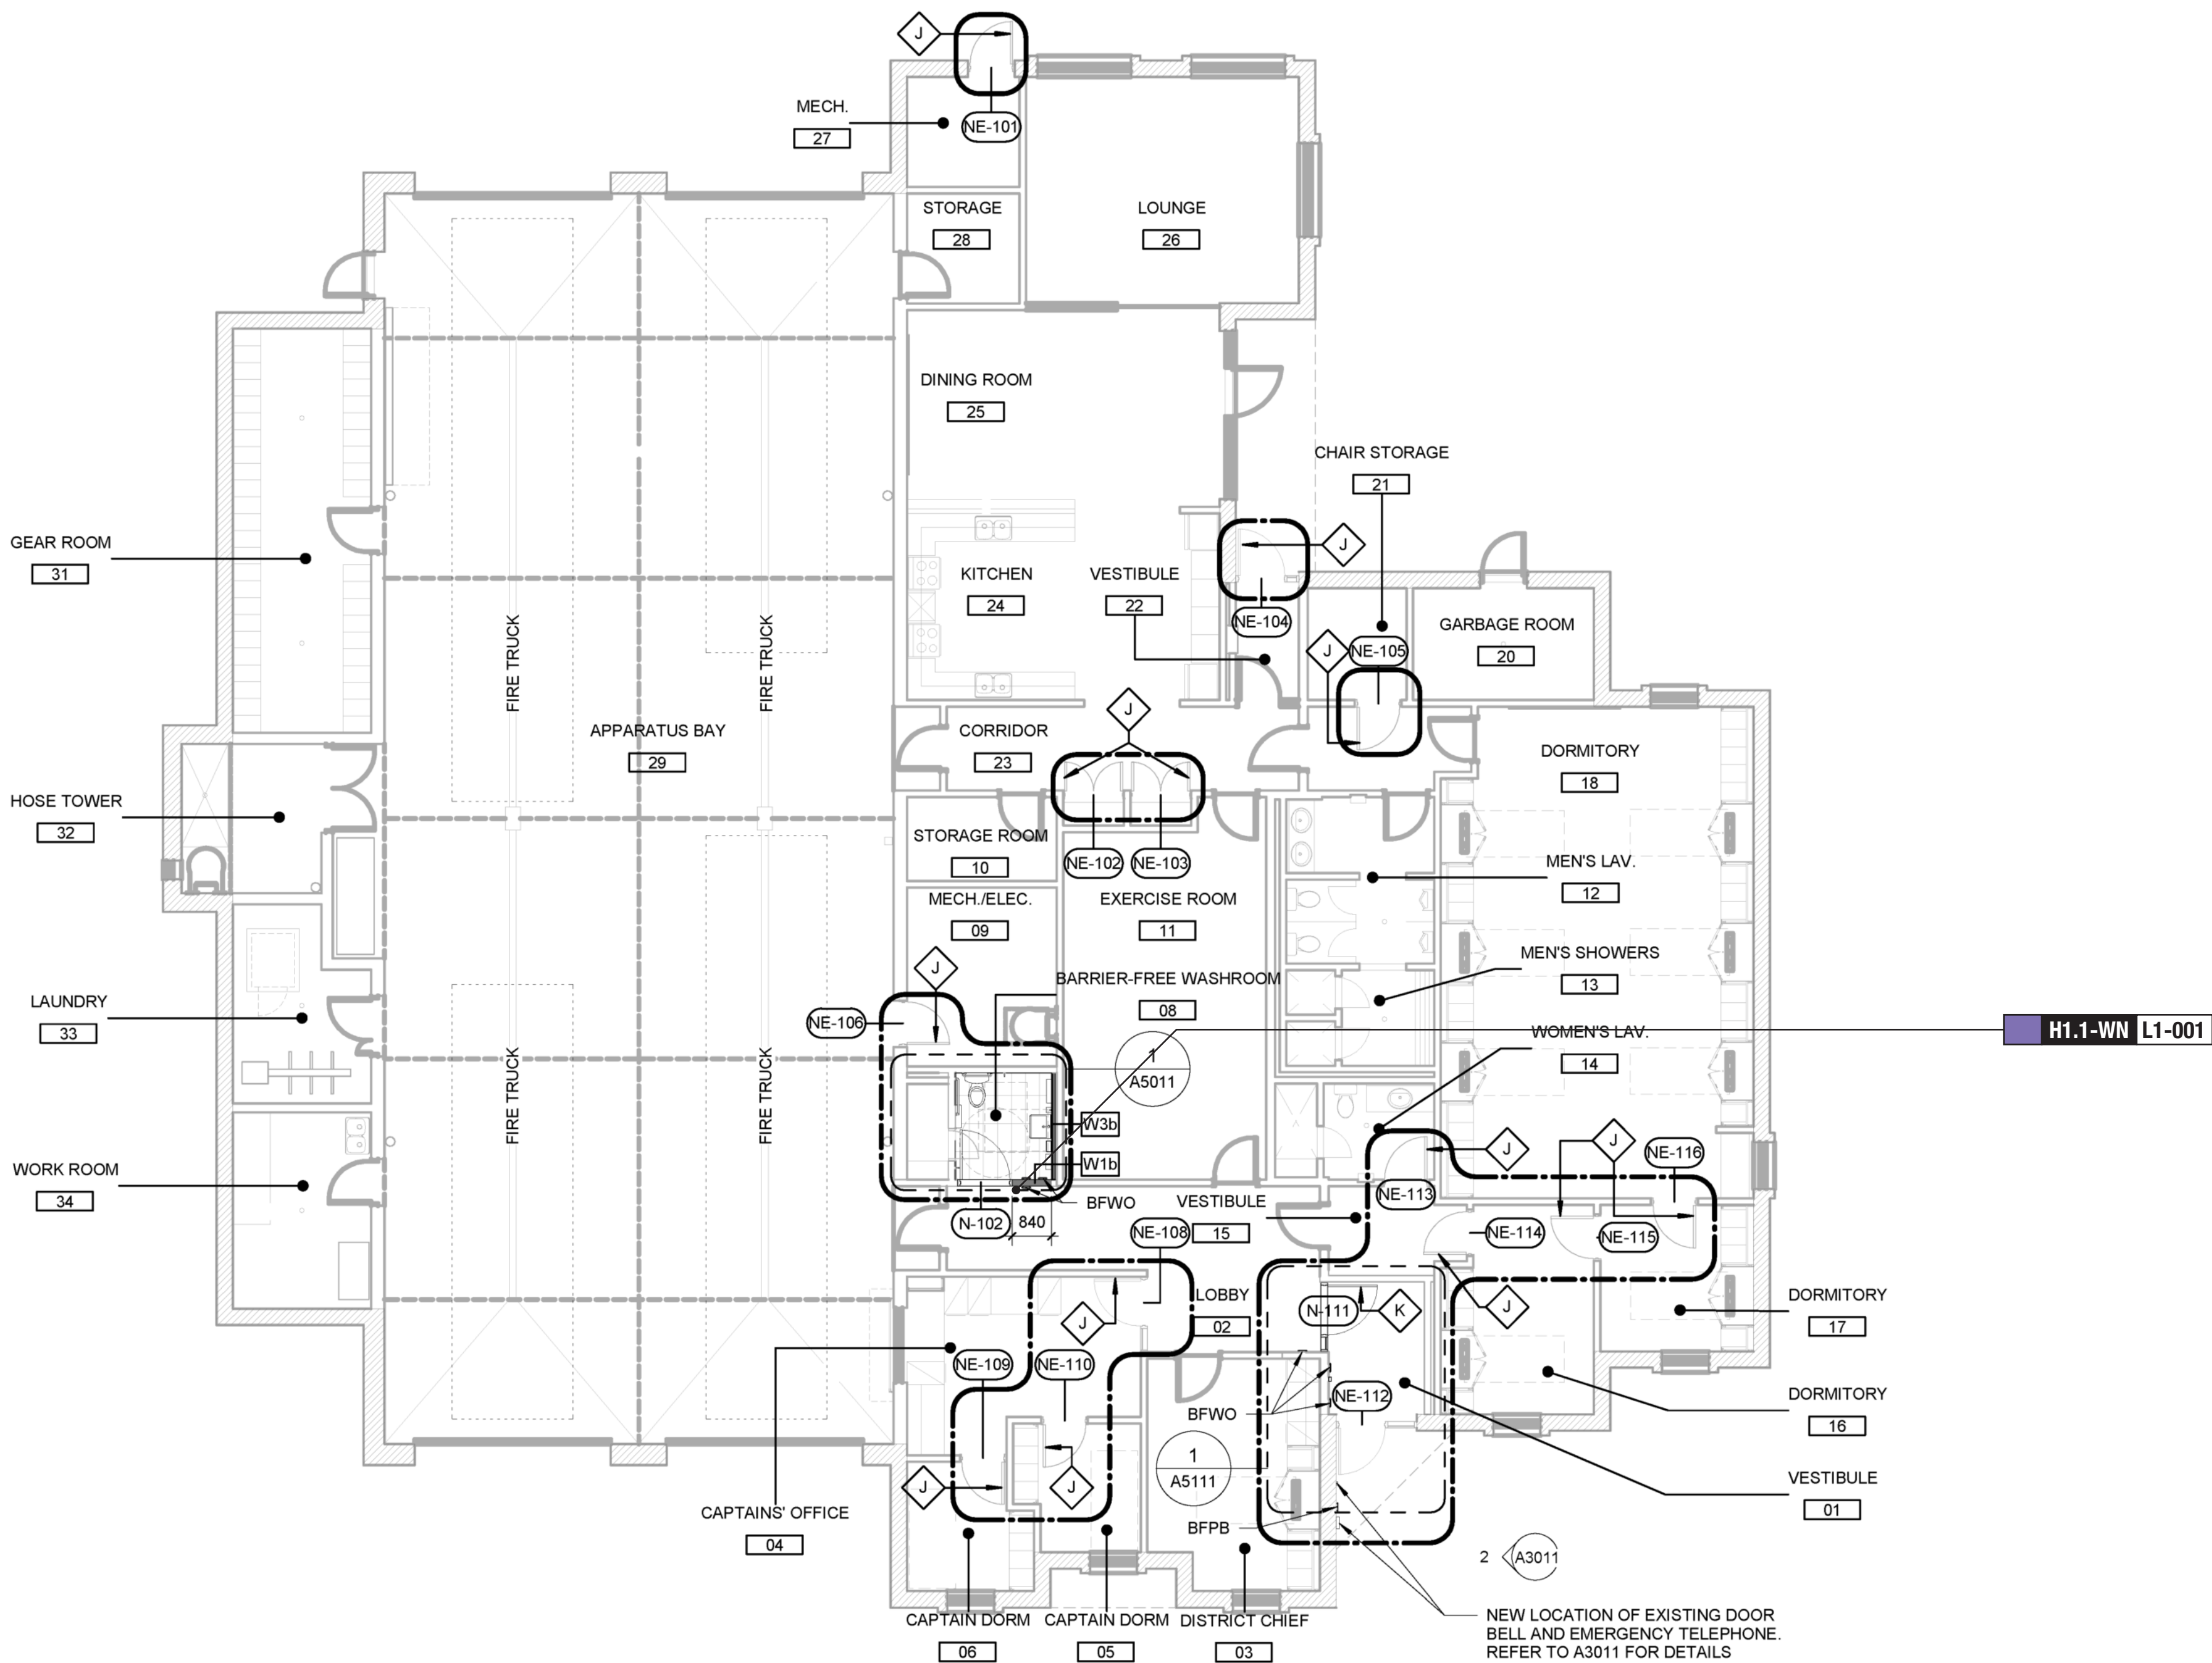 J
MECH.
27
NE-101
STORAGE
28
LOUNGE
26
DINING ROOM
25
CHAIR STORAGE
21
GEAR ROOM
31
J
KITCHEN
24
VESTIBULE
22
NE-104
GARBAGE ROOM
20
J
NE-105
FIRE TRUCK
FIRE TRUCK
J
APPARATUS BAY
29
CORRIDOR
23
DORMITORY
18
HOSE TOWER
32
STORAGE ROOM
10
NE-102
NE-103
MEN'S LAV.
12
MECH./ELEC.
09
EXERCISE ROOM
11
J
MEN'S SHOWERS
13
BARRIER-FREE WASHROOM
08
LAUNDRY
33
NE-106
WOMEN'S LAV.
14
H1.1-WN L1-001
1
A5011
FIRE TRUCK
FIRE TRUCK
W3b
W1b
J
J
NE-116
WORK ROOM
34
BFWO
VESTIBULE
15
NE-113
N-102
840
NE-108
NE-114
NE-115
LOBBY
02
J
N-111
K
J
DORMITORY
17
NE-109
NE-110
NE-112
BFWO
DORMITORY
16
1
A5111
J
J
VESTIBULE
01
CAPTAINS' OFFICE
04
BFPB
2
A3011
CAPTAIN DORM
06
CAPTAIN DORM
05
DISTRICT CHIEF
03
NEW LOCATION OF EXISTING DOOR
BELL AND EMERGENCY TELEPHONE.
REFER TO A3011 FOR DETAILS